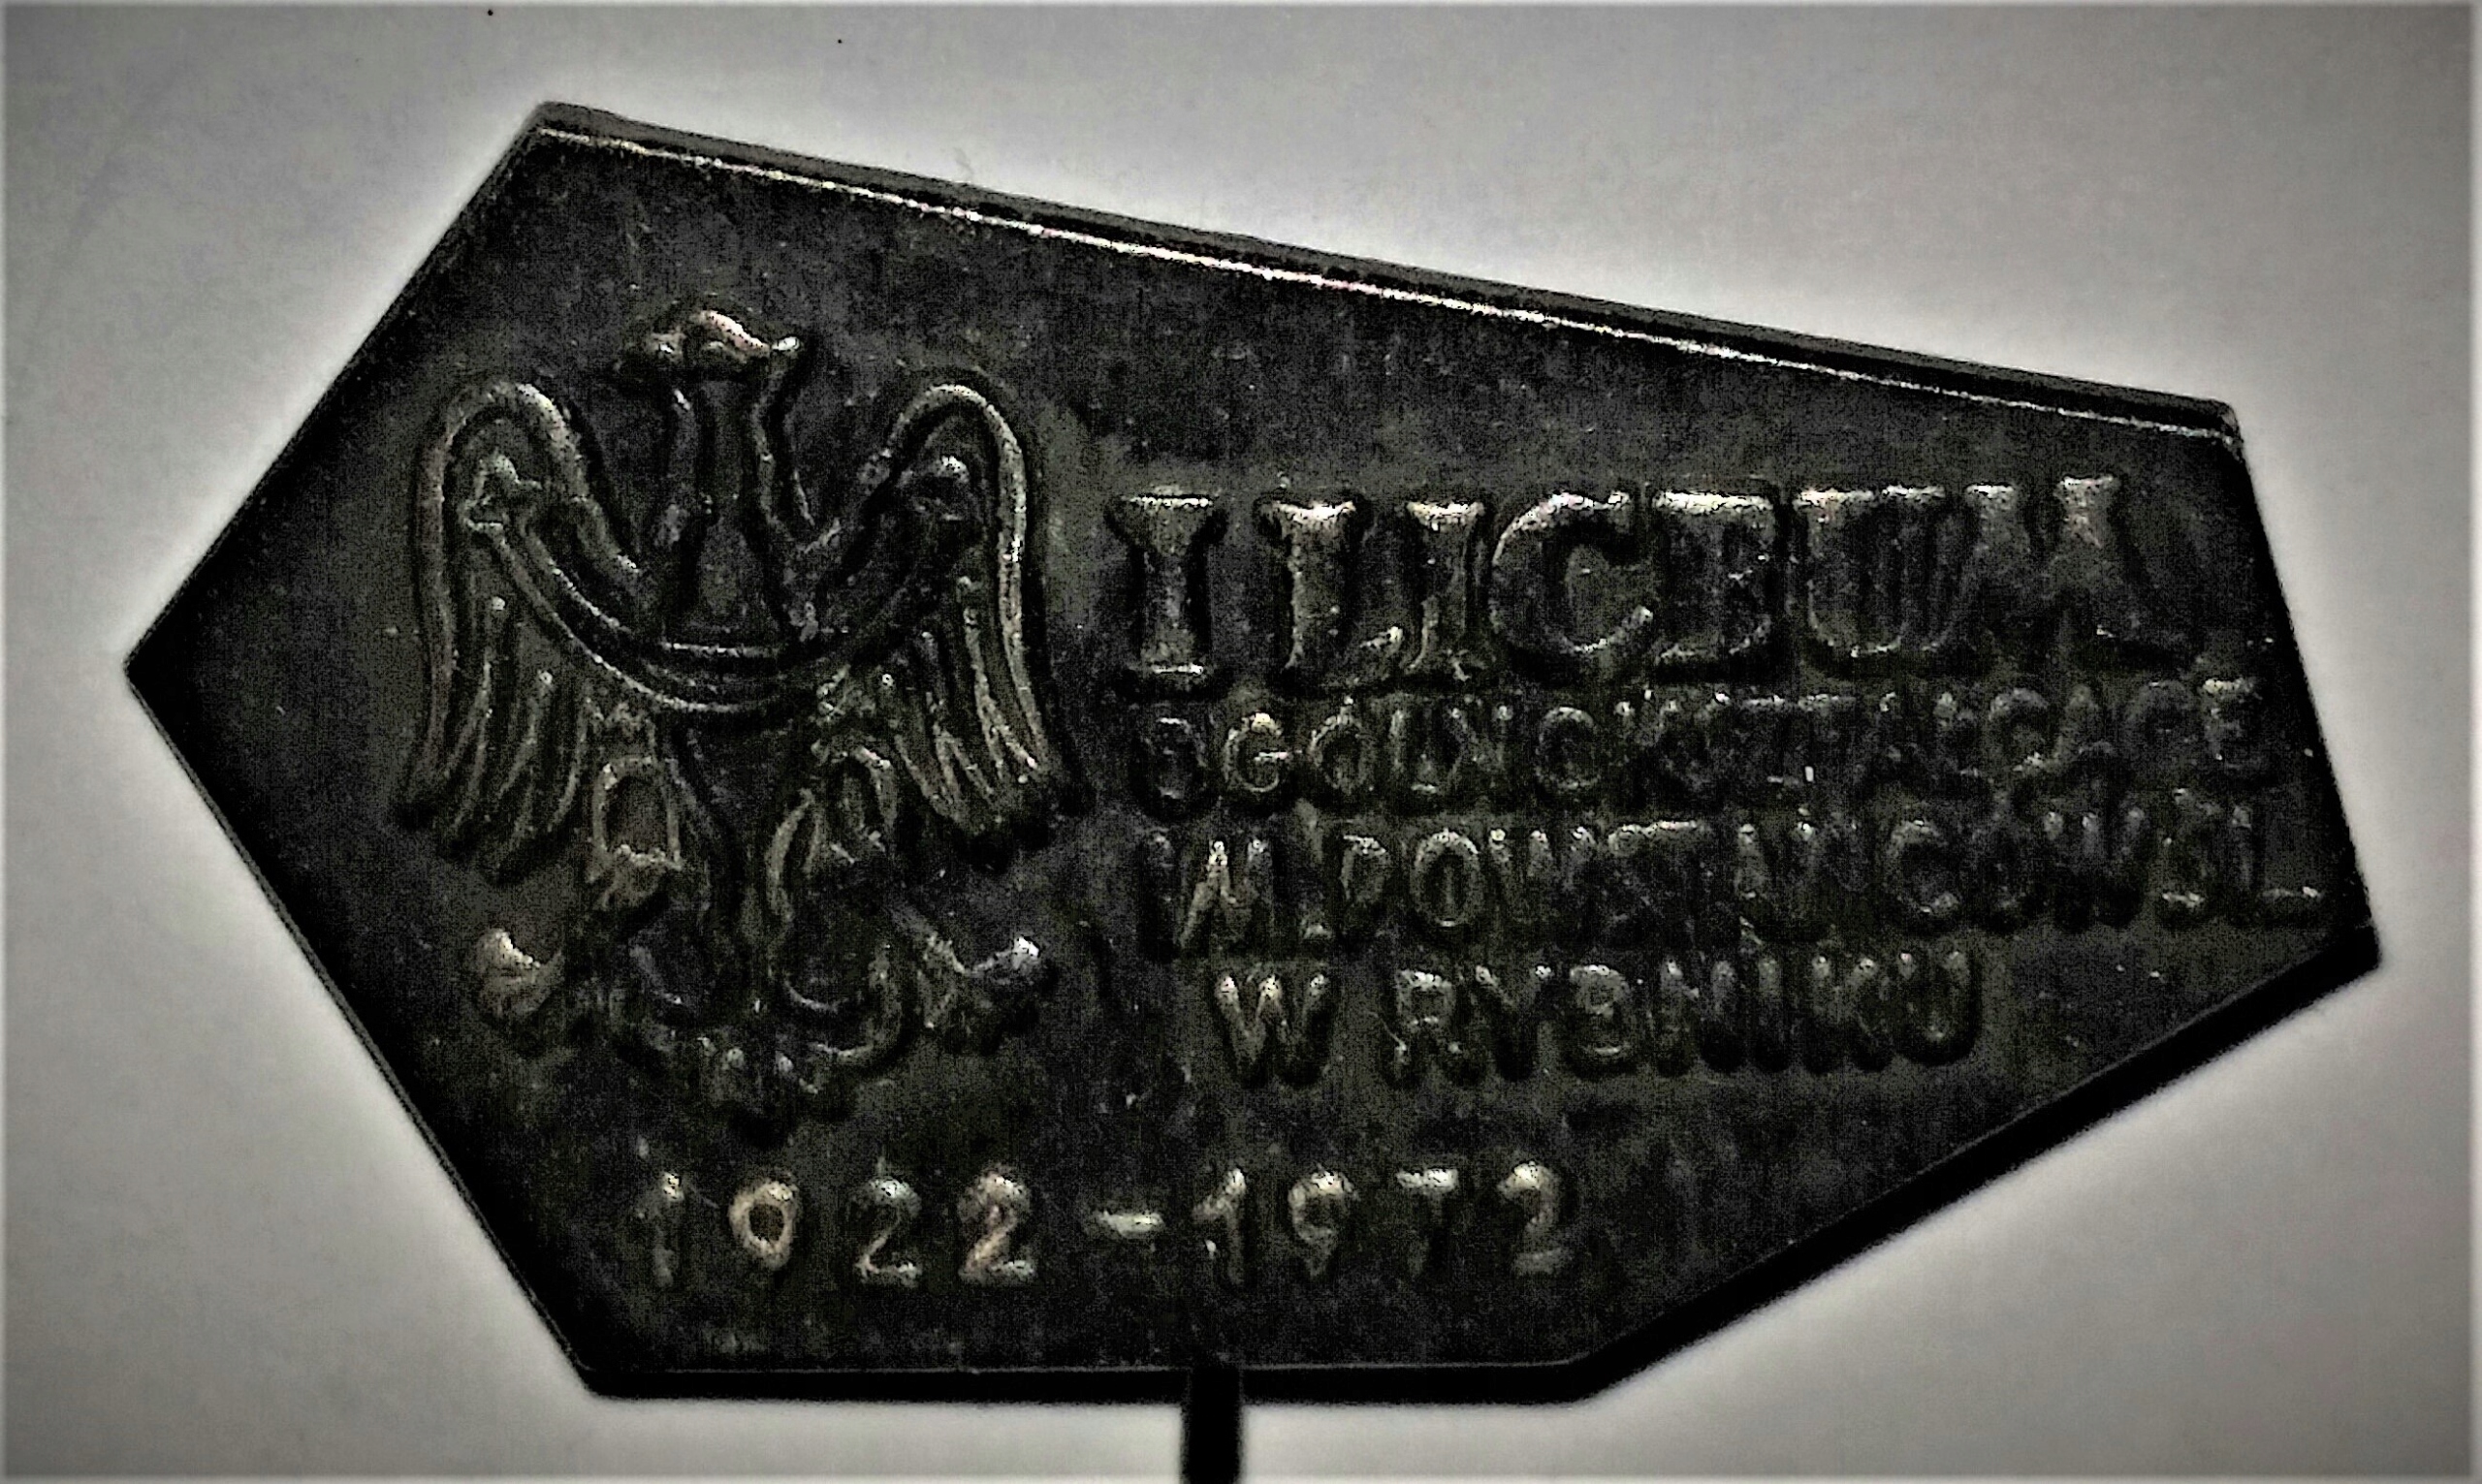 I LICEUM
OGÓLNOKSZTAŁCĄCE
IM. POWSTAŃCÓW ŚL.
W RYBNIKU
1922-1972